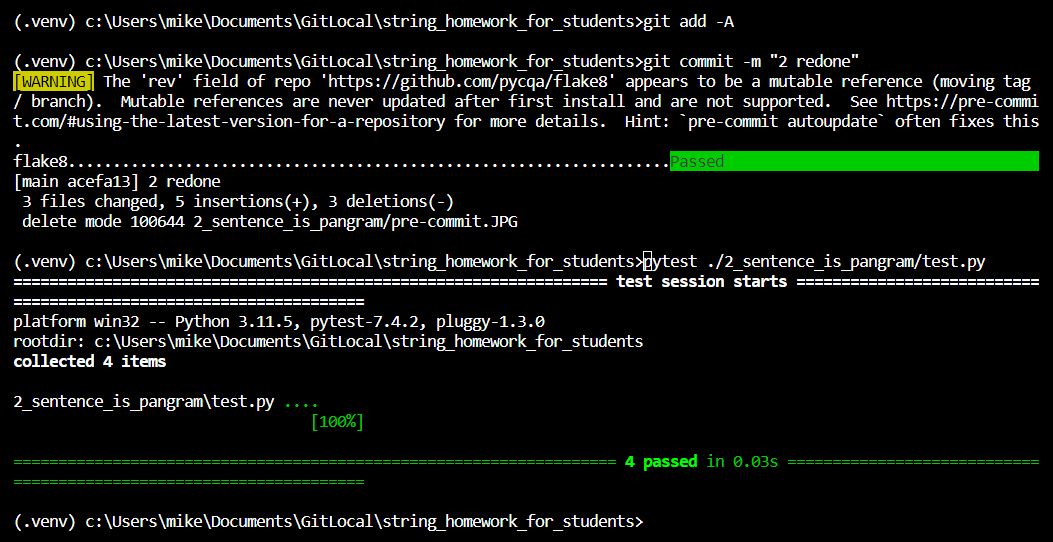 (.venv) c:\Users\mike\Documents\GitLocal\string_homework_for_students>git add -A
(.venv) c:\Users\mike\Documents\GitLocal\string_homework_for_students>git commit -m "2 redone"
[WARNING] The 'rev' field of repo 'https://github.com/pycqa/flake8' appears to be a mutable reference (moving tag
/ branch).  Mutable references are never updated after first install and are not supported.  See https://pre-commi
t.com/#using-the-latest-version-for-a-repository for more details.  Hint: `pre-commit autoupdate` often fixes this
.
flake8...................................................................Passed
[main acefa13] 2 redone
 3 files changed, 5 insertions(+), 3 deletions(-)
 delete mode 100644 2_sentence_is_pangram/pre-commit.JPG
(.venv) c:\Users\mike\Documents\GitLocal\string_homework_for_students>pytest ./2_sentence_is_pangram/test.py
================================================================== test session starts ===========================
=======================================
platform win32 -- Python 3.11.5, pytest-7.4.2, pluggy-1.3.0
rootdir: c:\Users\mike\Documents\GitLocal\string_homework_for_students
collected 4 items
2_sentence_is_pangram\test.py ....
[100%]
=================================================================== 4 passed in 0.03s ============================
=======================================
(.venv) c:\Users\mike\Documents\GitLocal\string_homework_for_students>